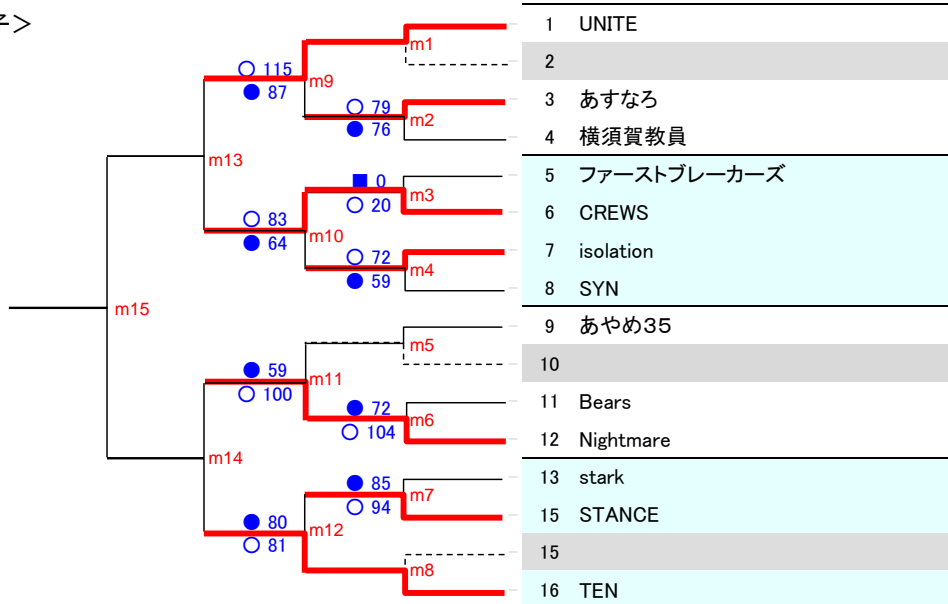 子＞
1 UNITE
m1
2
○ 115
m9
● 87
3 あすなろ
○ 79
m2
● 76
4 横須賀教員
m13
5 ファーストブレーカーズ
■ 0
m3
○ 20
6 CREWS
○ 83
m10
● 64
7 isolation
○ 72
m4
● 59
8 SYN
m15
9 あやめ３５
m5
10
● 59
m11
○ 100
11 Bears
● 72
m6
○ 104
12 Nightmare
m14
13 stark
● 85
m7
○ 94
15 STANCE
● 80
m12
○ 81
15
m8
16 TEN